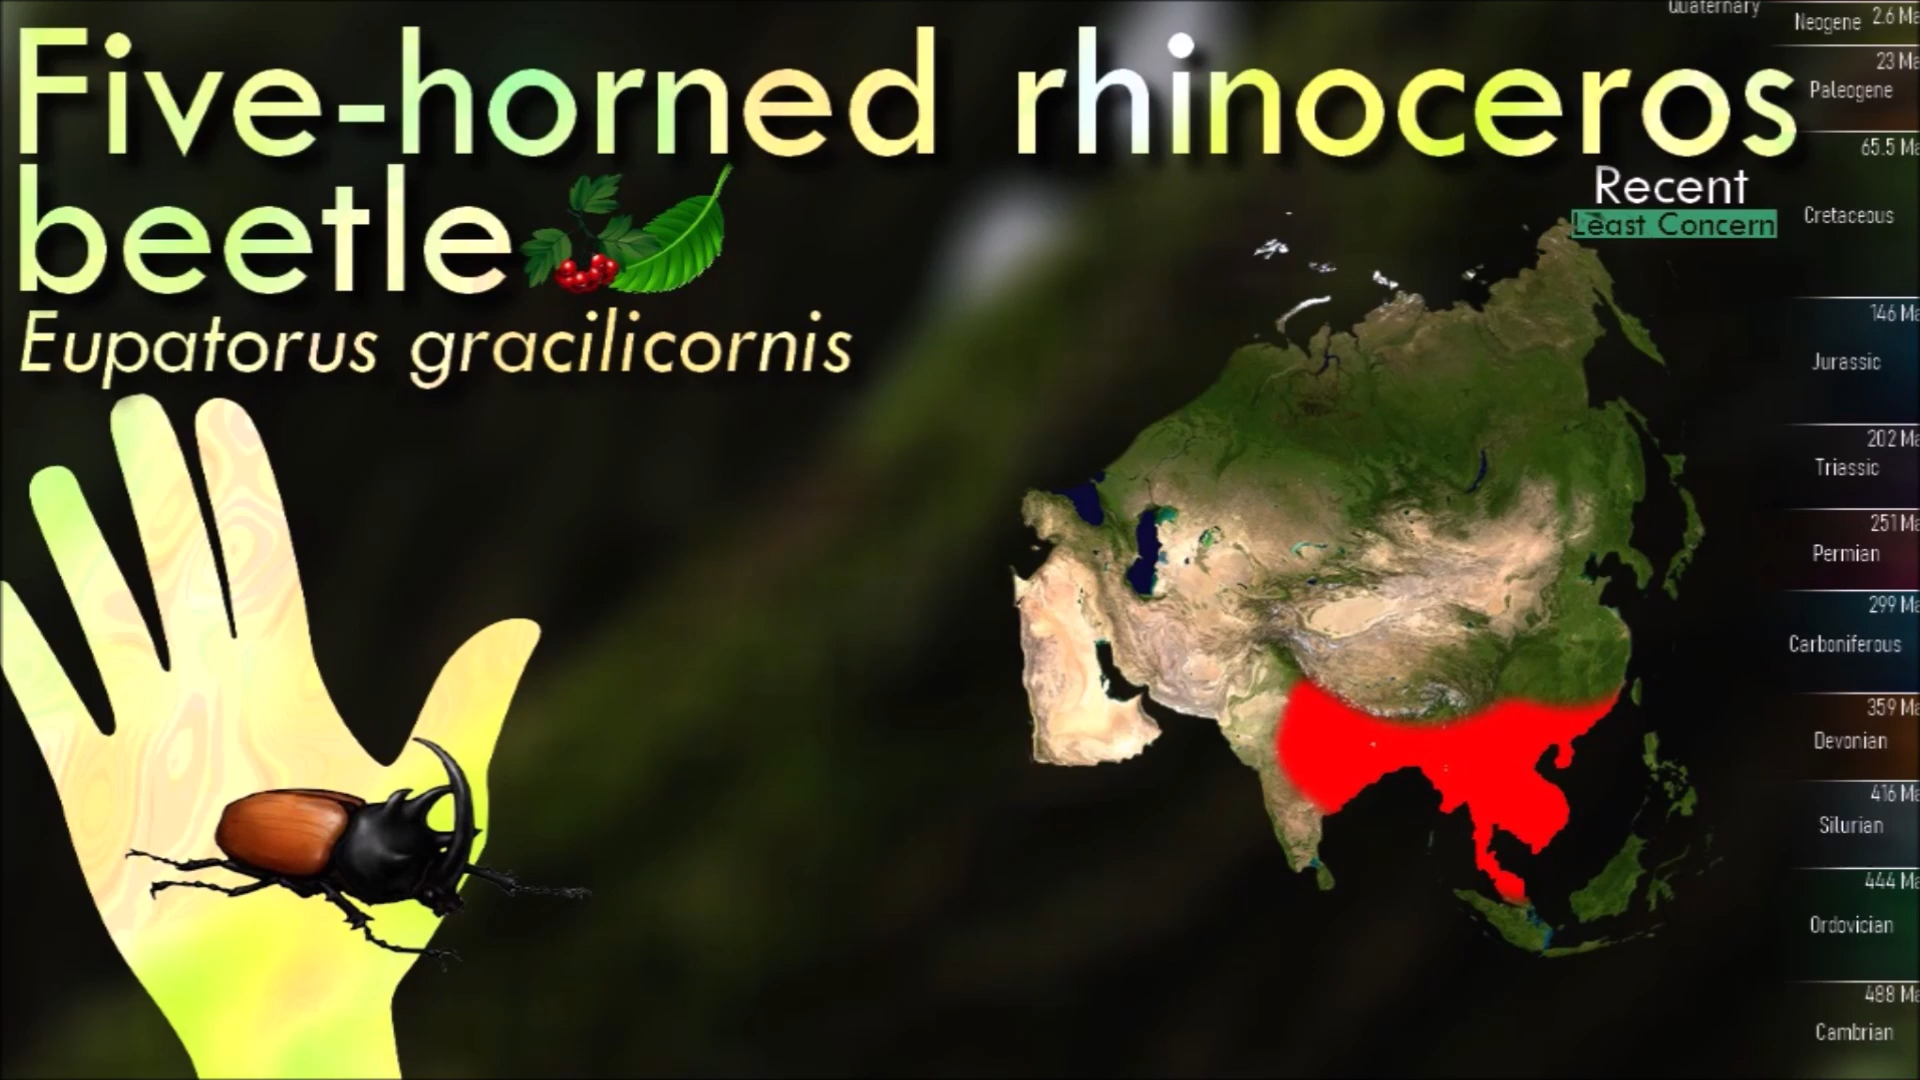 Five-horned rhinoceros
beetle
Eupatorus gracilicornis
Recent
Least Concern
Quaternary
2.6 Ma
Neogene
23 Ma
Paleogene
65.5 Ma
Cretaceous
146 Ma
Jurassic
202 Ma
Triassic
251 Ma
Permian
299 Ma
Carboniferous
359 Ma
Devonian
416 Ma
Silurian
444 Ma
Ordovician
488 Ma
Cambrian